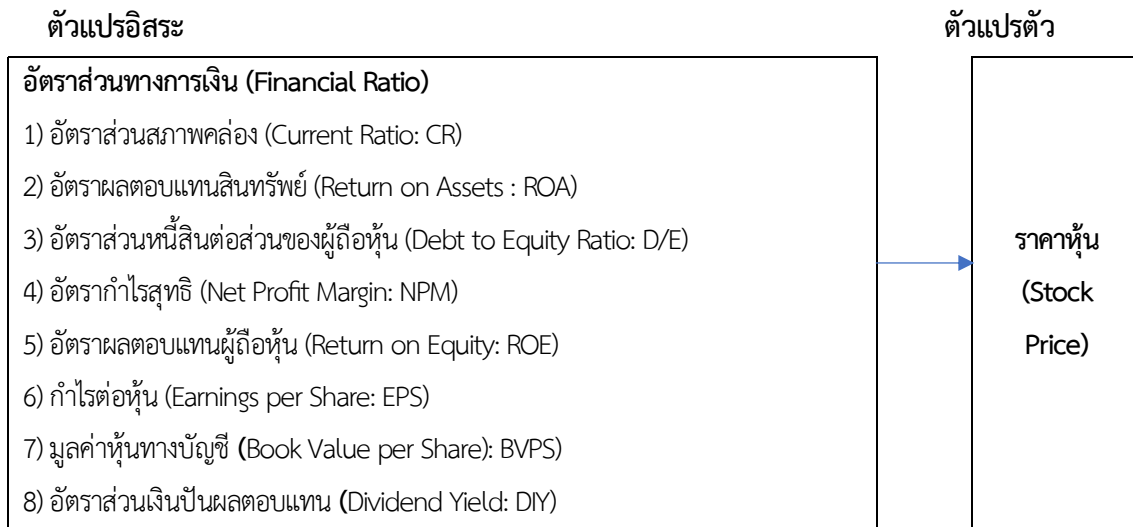 ตัวแปรอิสระ
ตัวแปรตัว
อัตราส่วนทางการเงิน (Financial Ratio)
1) อัตราส่วนสภาพคล่อง (Current Ratio: CR)
2) อัตราผลตอบแทนสินทรัพย์ (Return on Assets : ROA)
3) อัตราส่วนหนี้สินต่อส่วนของผู้ถือหุ้น (Debt to Equity Ratio: D/E)
4) อัตรากำไรสุทธิ (Net Profit Margin: NPM)
5) อัตราผลตอบแทนผู้ถือหุ้น (Return on Equity: ROE)
6) กำไรต่อหุ้น (Earnings per Share: EPS)
7) มูลค่าหุ้นทางบัญชี (Book Value per Share): BVPS)
8) อัตราส่วนเงินปันผลตอบแทน (Dividend Yield: DIY)
ราคาหุ้น
(Stock
Price)